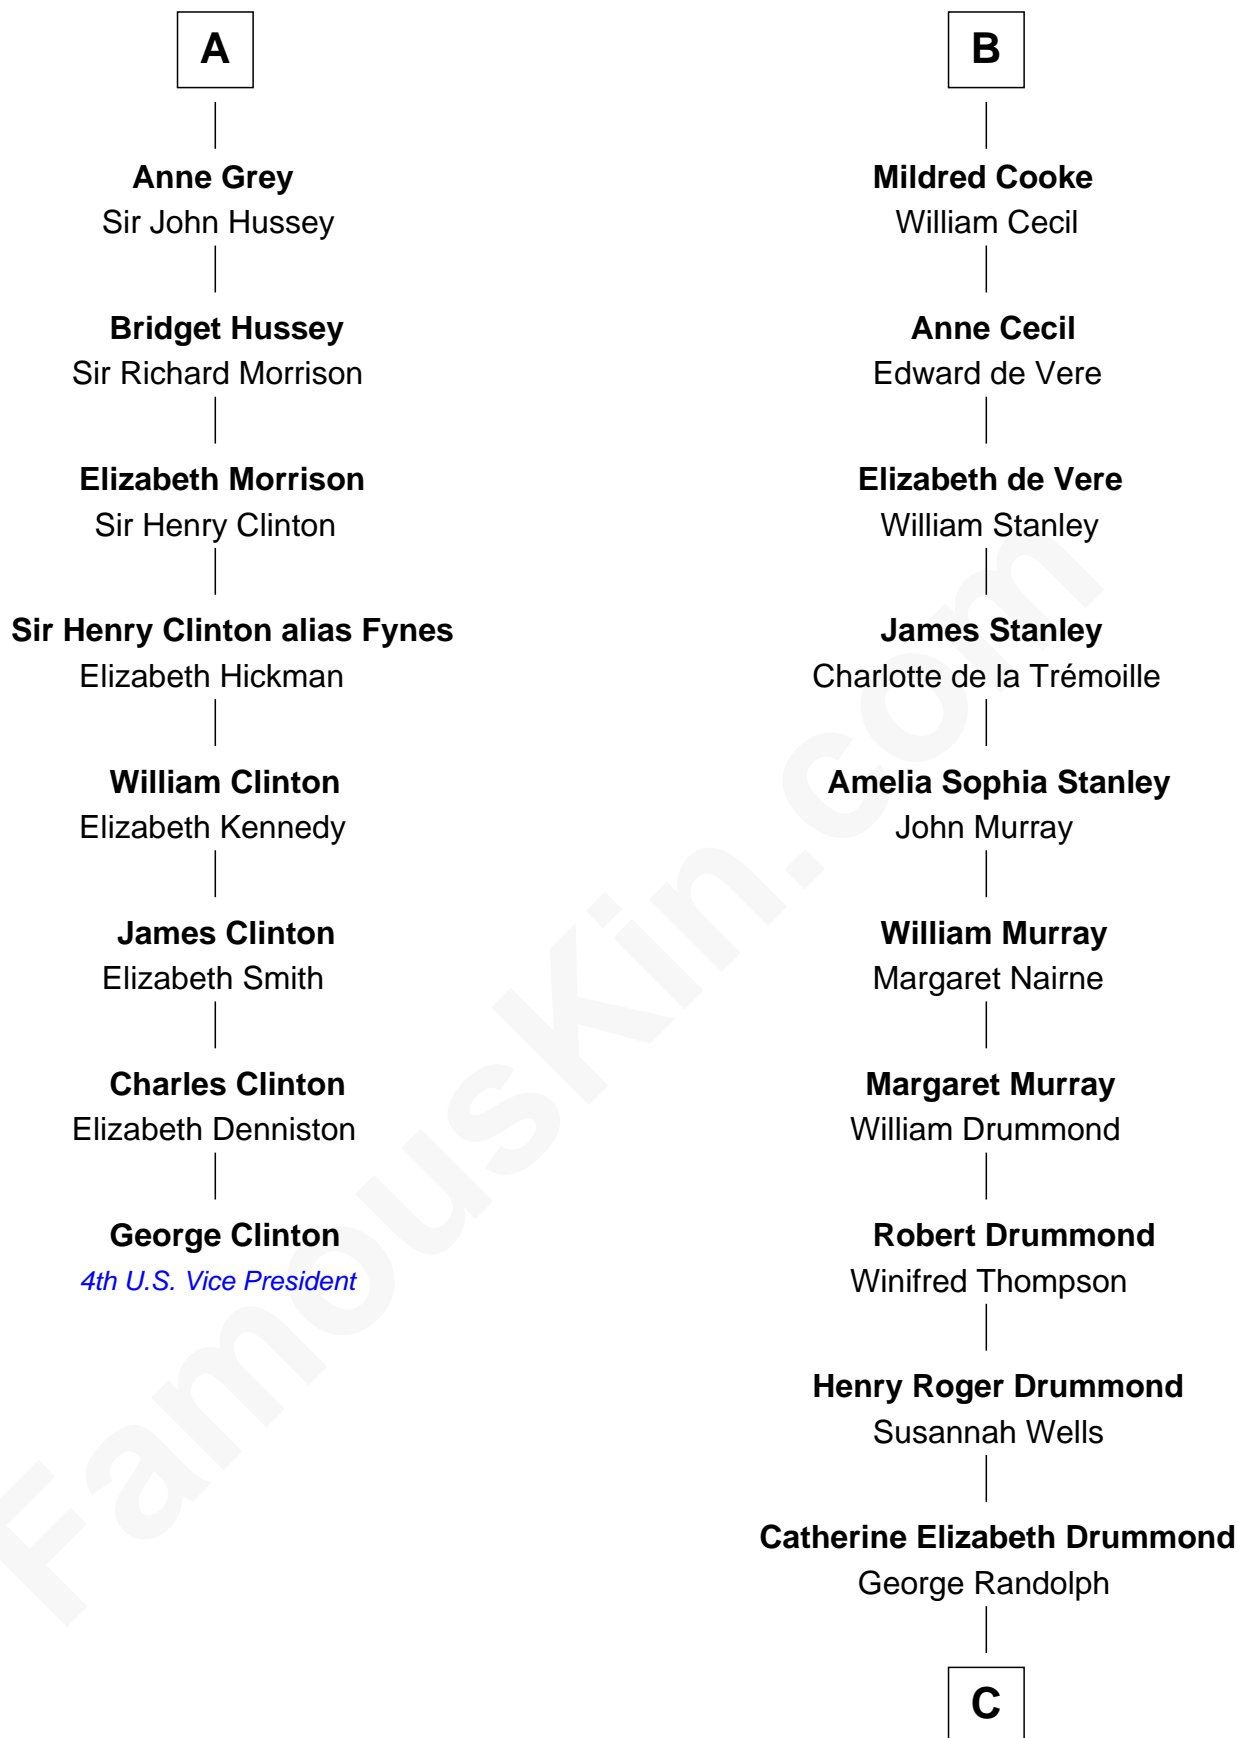 A
Anne Grey
Sir John Hussey
Bridget Hussey
Sir Richard Morrison
Elizabeth Morrison
Sir Henry Clinton
Sir Henry Clinton alias Fynes
Elizabeth Hickman
William Clinton
Elizabeth Kennedy
James Clinton
Elizabeth Smith
Charles Clinton
Elizabeth Denniston
George Clinton
4th U.S. Vice President
B
Mildred Cooke
William Cecil
Anne Cecil
Edward de Vere
Elizabeth de Vere
William Stanley
James Stanley
Charlotte de la Trémoille
Amelia Sophia Stanley
John Murray
William Murray
Margaret Nairne
Margaret Murray
William Drummond
Robert Drummond
Winifred Thompson
Henry Roger Drummond
Susannah Wells
Catherine Elizabeth Drummond
George Randolph
C
FamousKin.com